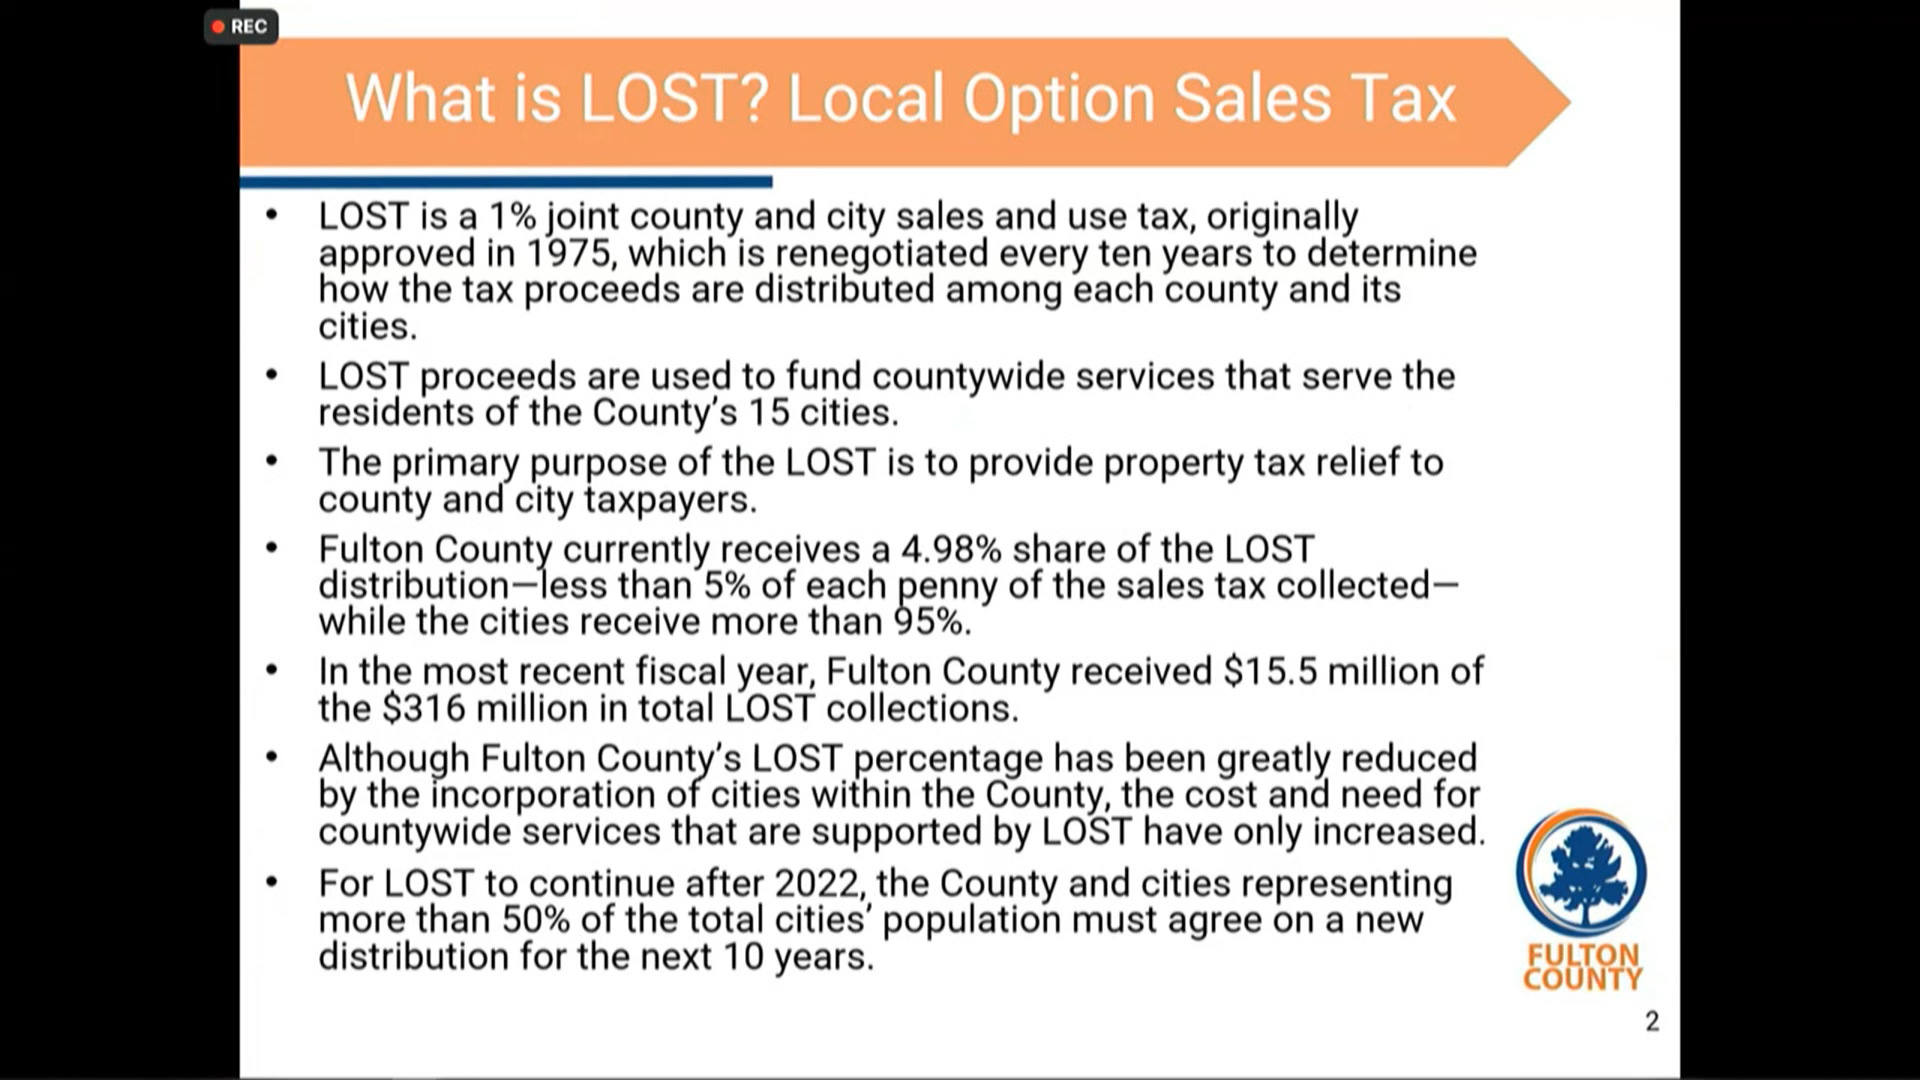 REC
What is LOST? Local Option Sales Tax
• LOST is a 1% joint county and city sales and use tax, originally
approved in 1975, which is renegotiated every ten years to determine
how the tax proceeds are distributed among each county and its
cities.
• LOST proceeds are used to fund countywide services that serve the
residents of the County’s 15 cities.
• The primary purpose of the LOST is to provide property tax relief to
county and city taxpayers.
• Fulton County currently receives a 4.98% share of the LOST
distribution—less than 5% of each penny of the sales tax collected—
while the cities receive more than 95%.
• In the most recent fiscal year, Fulton County received $15.5 million of
the $316 million in total LOST collections.
• Although Fulton County’s LOST percentage has been greatly reduced
by the incorporation of cities within the County, the cost and need for
countywide services that are supported by LOST have only increased.
• For LOST to continue after 2022, the County and cities representing
more than 50% of the total cities’ population must agree on a new
distribution for the next 10 years.
FULTON
COUNTY
2